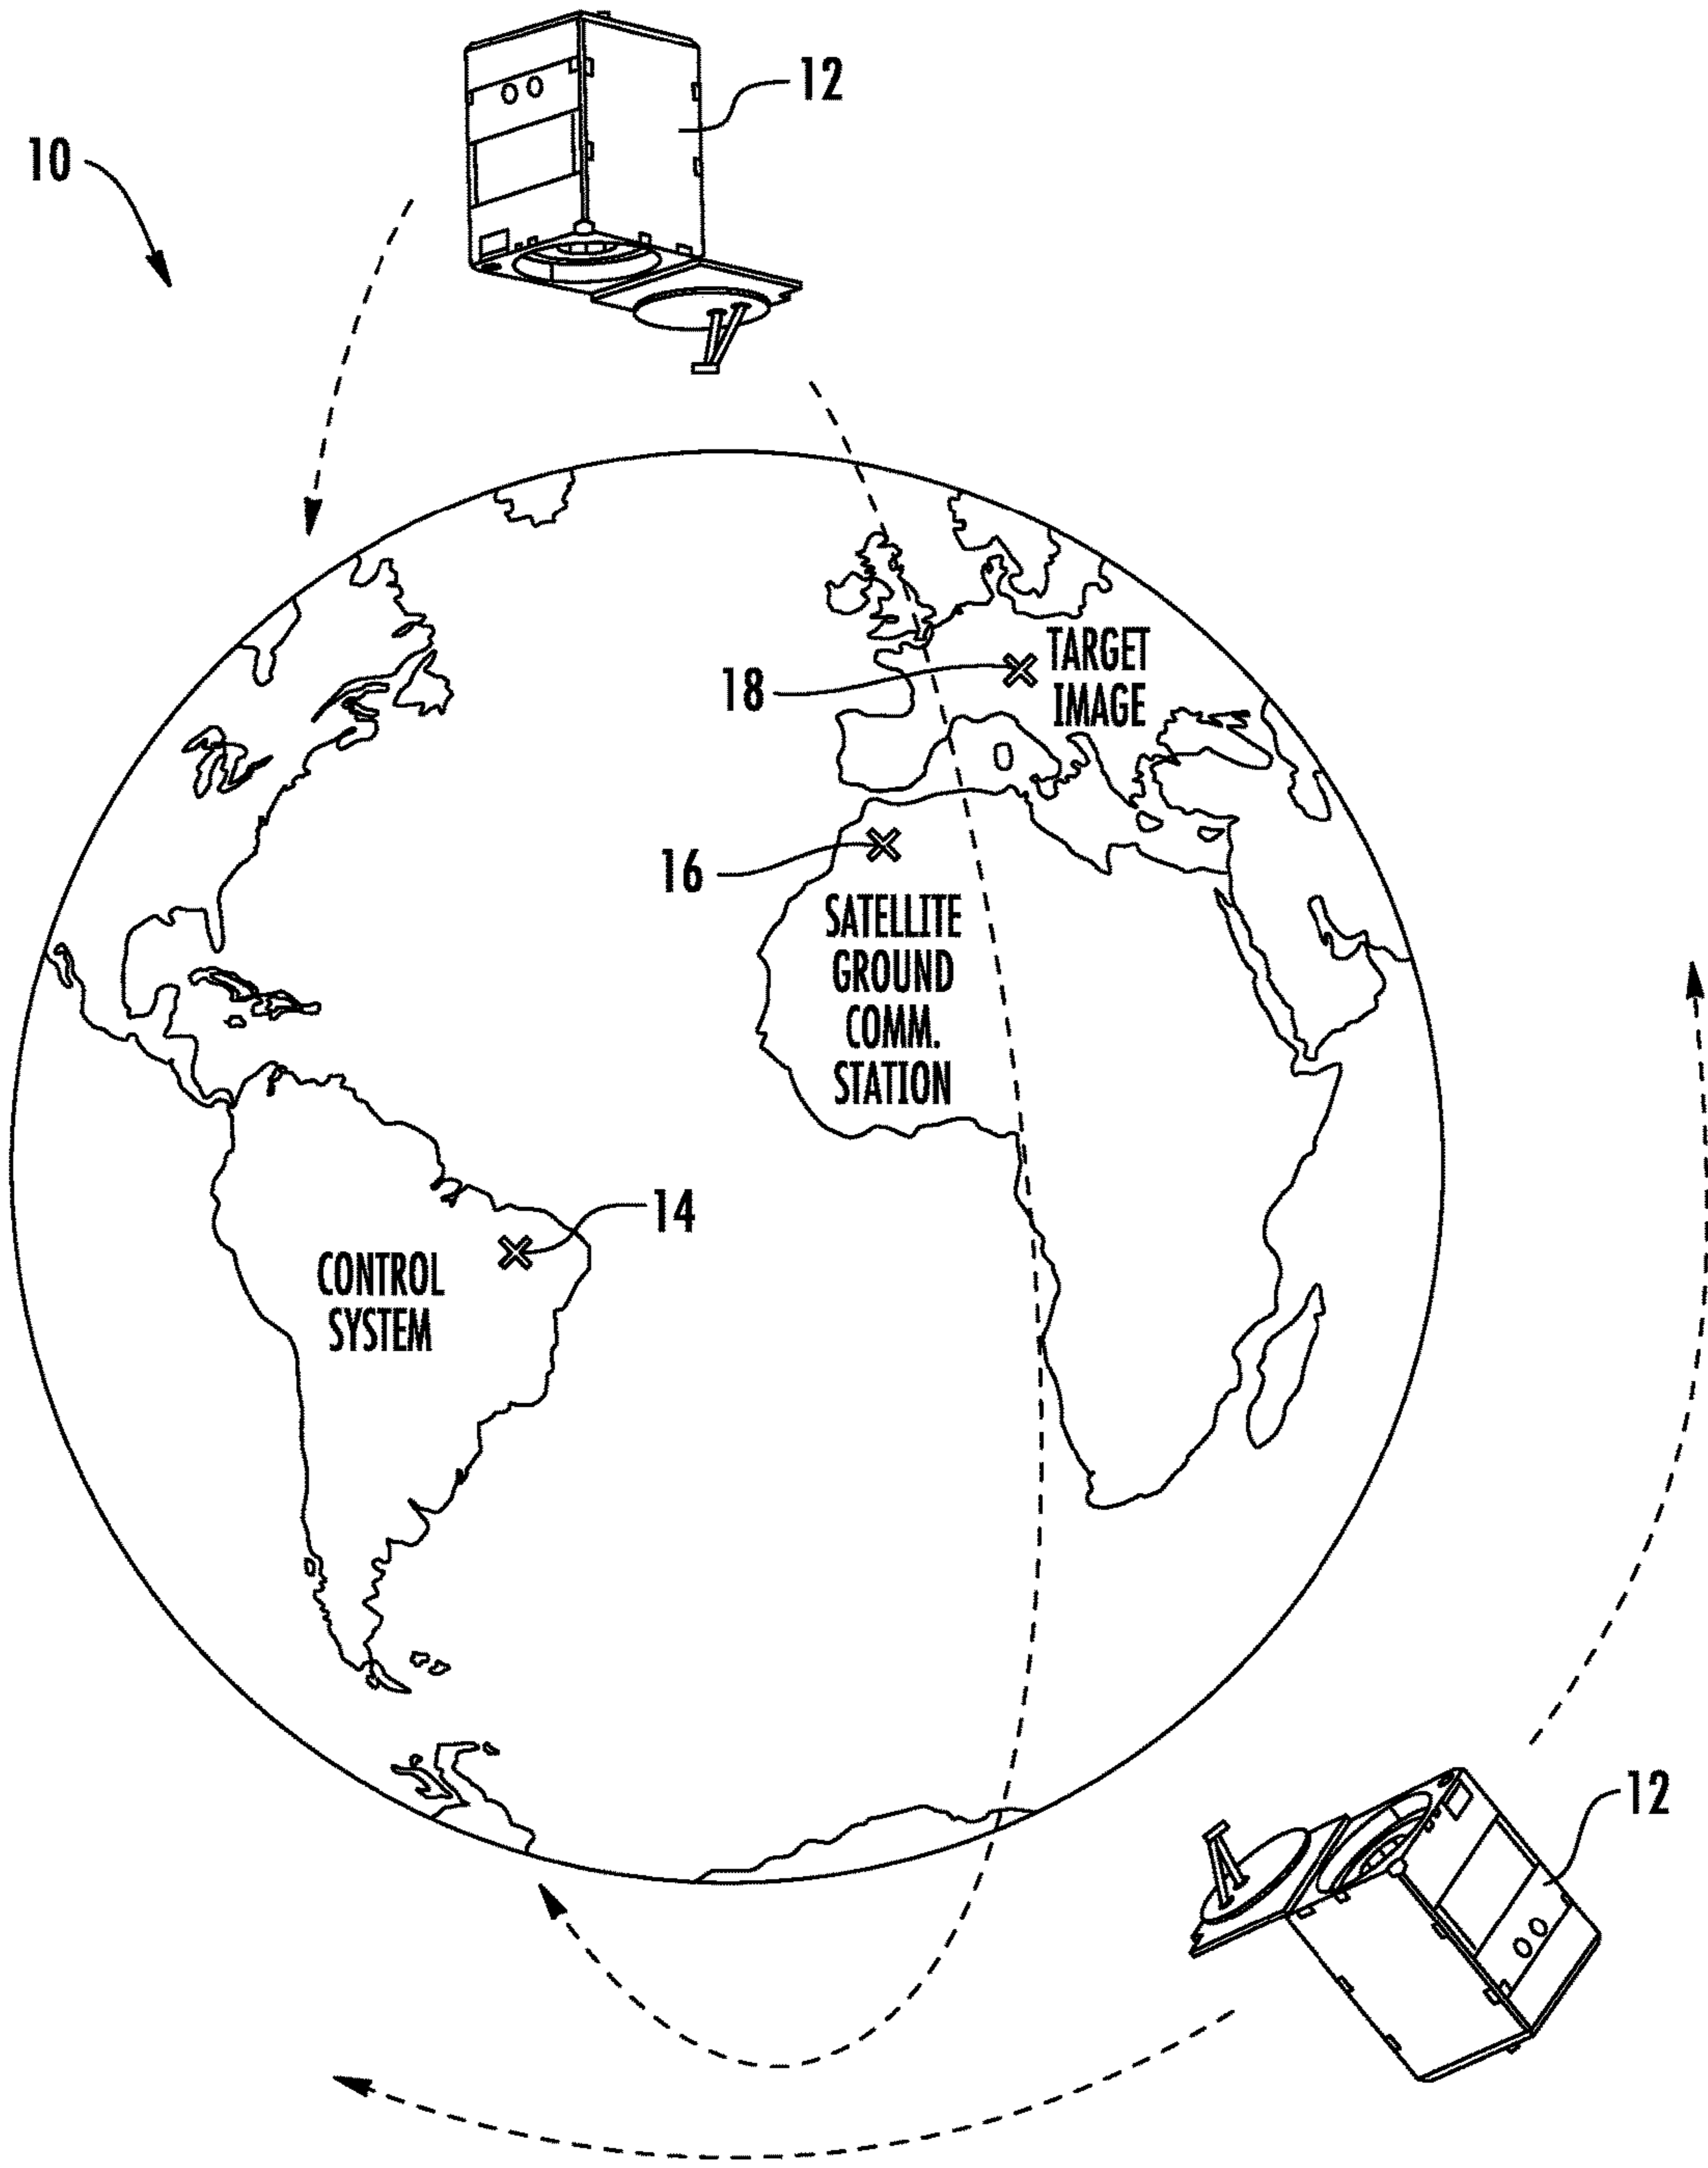 12
10
TARGET
IMAGE
18
16
SATELLITE
GROUND
COMM.
STATION
14
CONTROL
SYSTEM
12